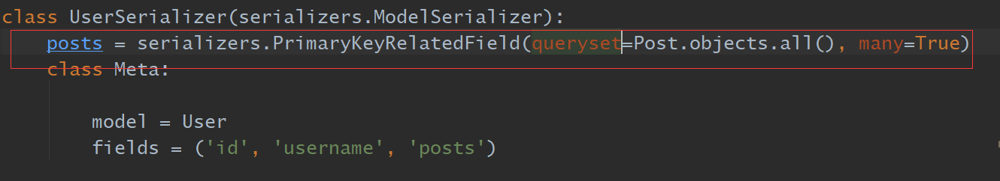 class UserSerializer(serializers.ModelSerializer):
    posts = serializers.PrimaryKeyRelatedField(queryset=Post.objects.all(), many=True)
    class Meta:
        model = User
        fields = ('id', 'username', 'posts')